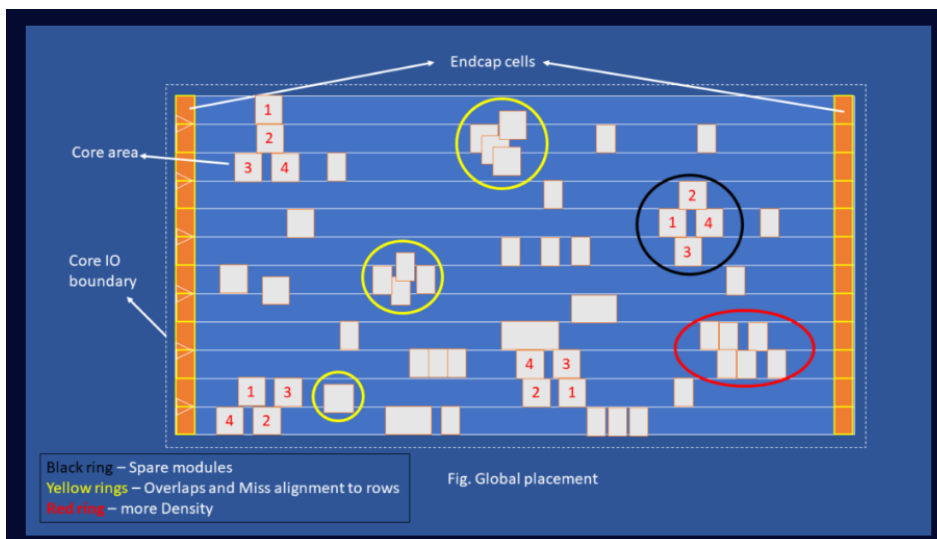 Endcap cells
1
2
Core area
3 4
2
1 4
3
Core IO
boundary
4 3
1 3
2 1
4 2
Black ring – Spare modules
Yellow rings – Overlaps and Miss alignment to rows
Red ring – more Density
Fig. Global placement